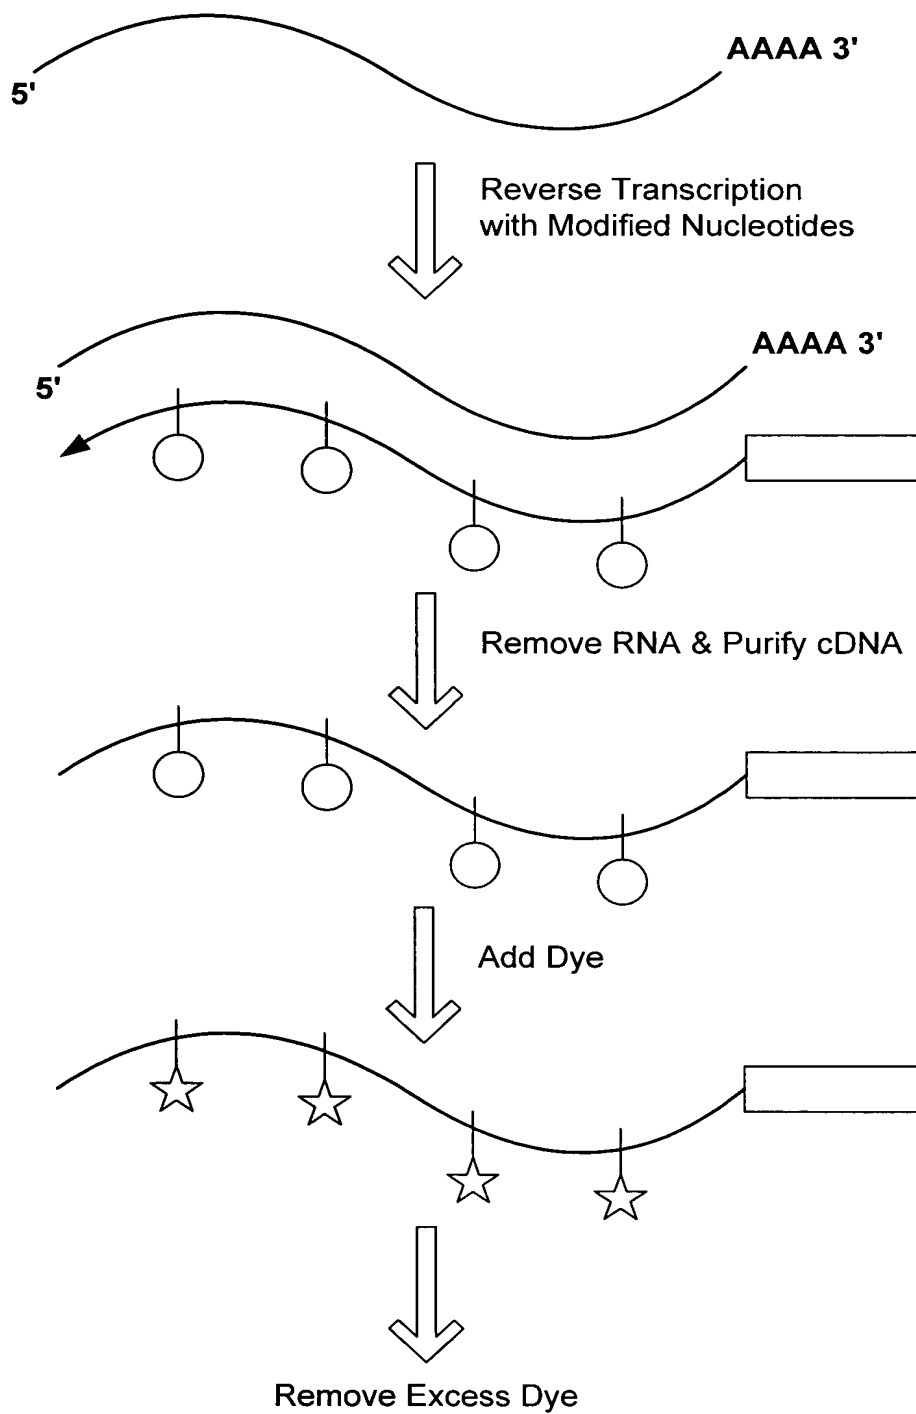 AAAA 3'
5'
Reverse Transcription
with Modified Nucleotides
AAAA 3'
5'
Remove RNA & Purify cDNA
Add Dye
Remove Excess Dye